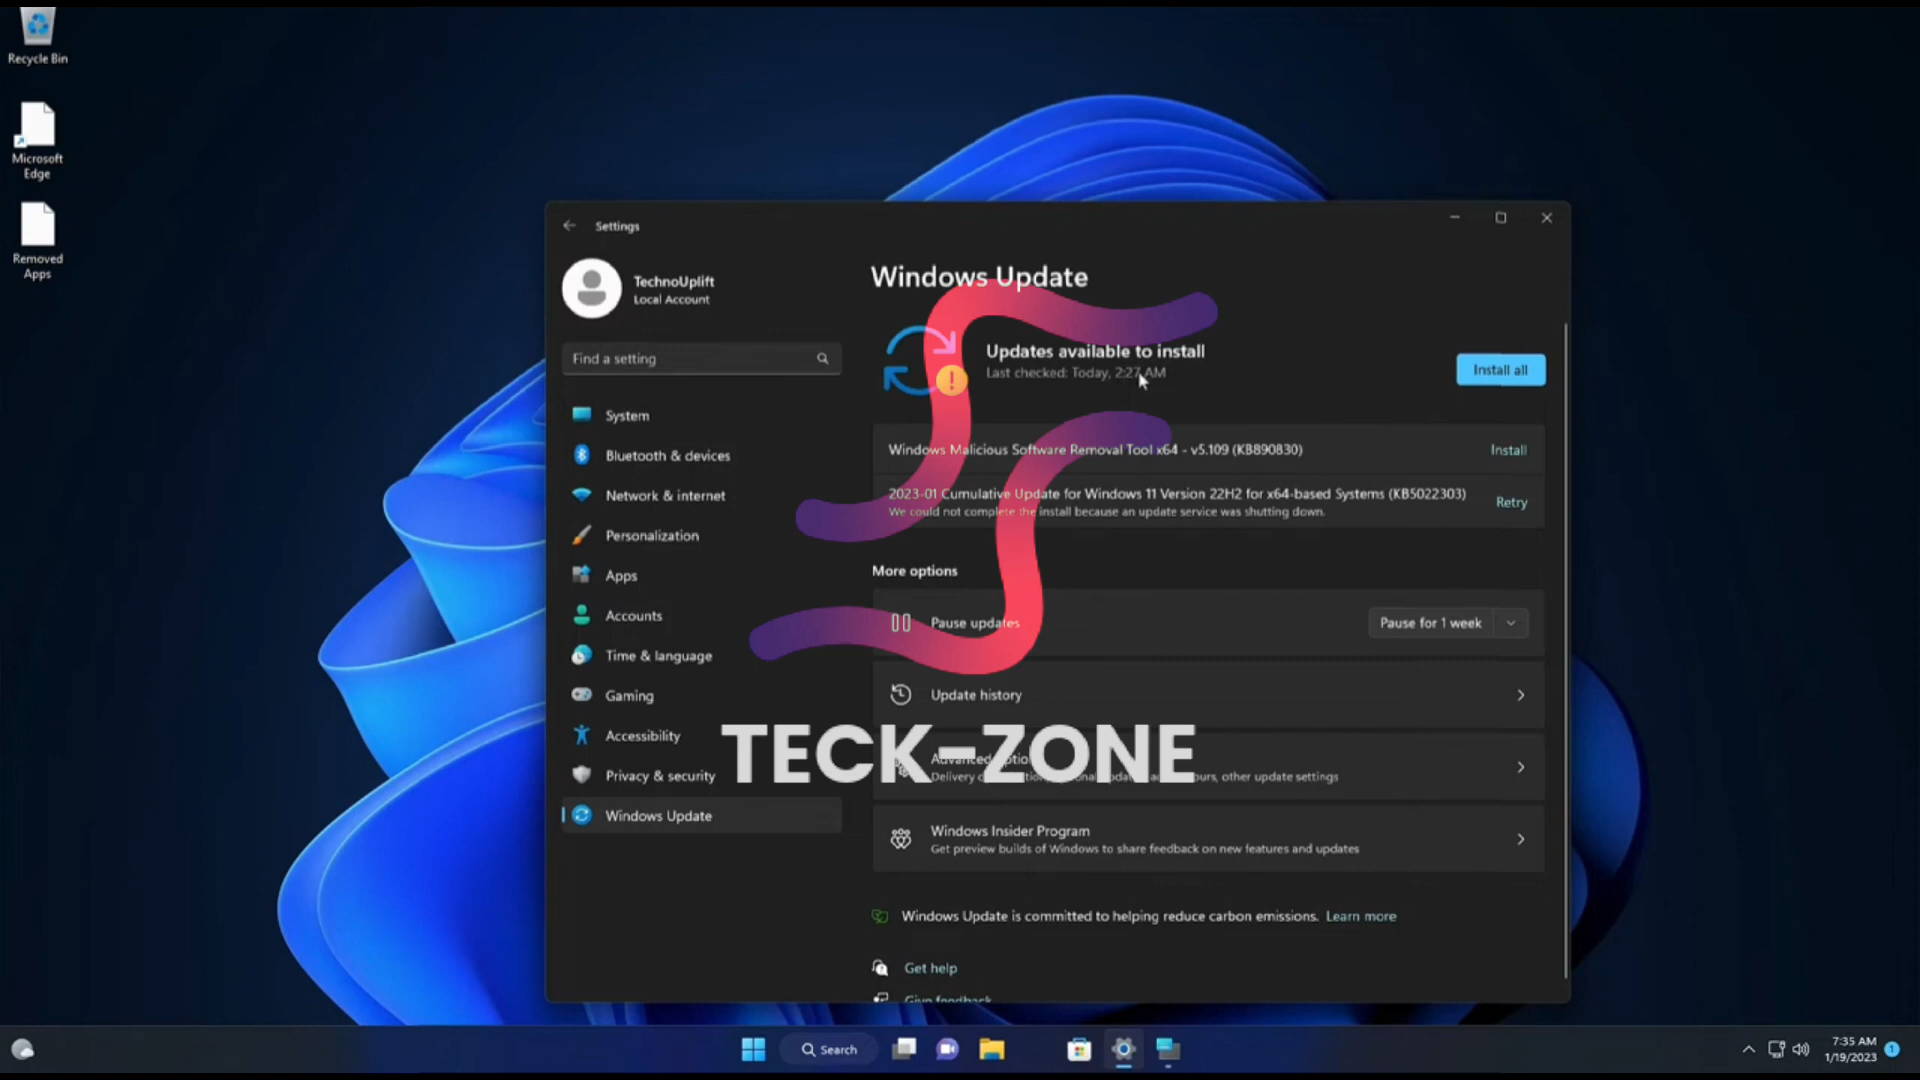 Recycle Bin
Microsoft
Edge
Removed
Apps
Settings
TechnoUplift
Local Account
Find a setting
System
Bluetooth & devices
Network & internet
Personalization
Apps
Accounts
Time & language
Gaming
Accessibility
Privacy & security
Windows Update
Windows Update
Updates available to install
Last checked: Today, 2:27 AM
Install all
Windows Malicious Software Removal Tool x64 - v5.109 (KB890830)
Install
2023-01 Cumulative Update for Windows 11 Version 22H2 for x64-based Systems (KB5022303)
We could not complete the install because an update service was shutting down.
Retry
More options
Pause updates
Pause for 1 week
Update history
TECK-ZONE
Advanced
Delivery other update settings
Windows Insider Program
Get preview builds of Windows to share feedback on new features and updates
Windows Update is committed to helping reduce carbon emissions. Learn more
Get help
Give feedback
Search
7:35 AM
1/19/2023
1